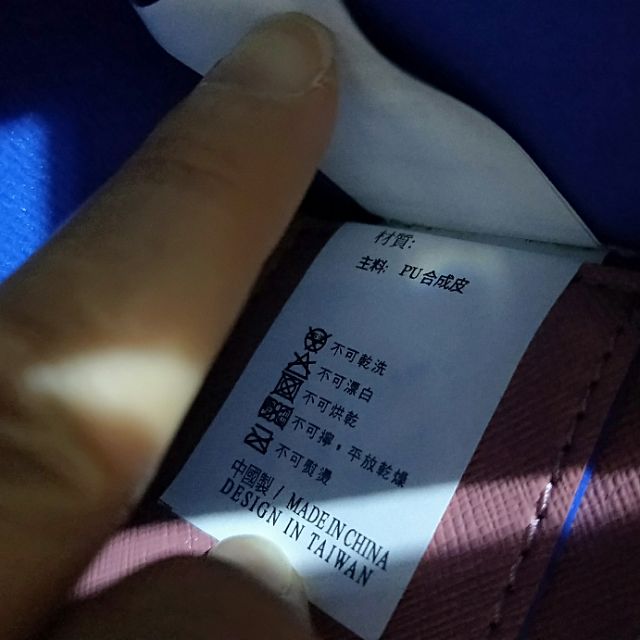 材質:
主料: PU合成皮
不可乾洗
不可漂白
不可烘乾
不可擰，平放乾燥
不可熨燙
中國製 / MADE IN CHINA
DESIGN IN TAIWAN